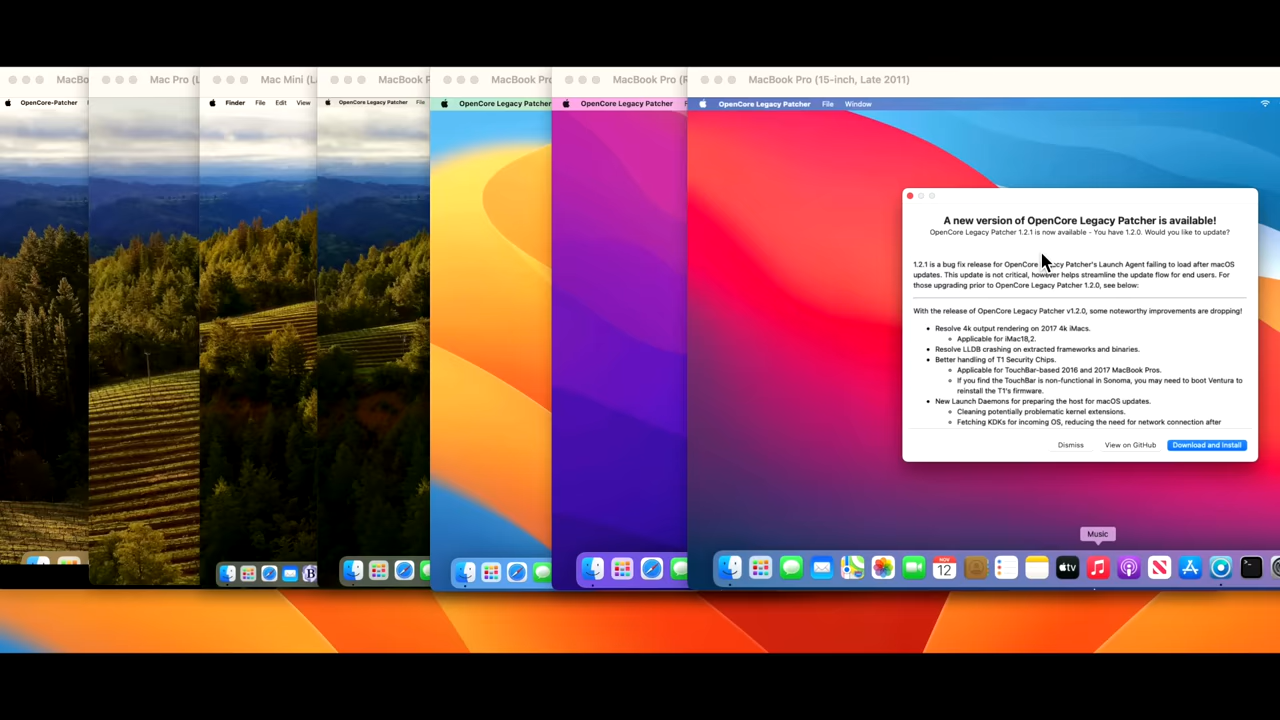 MacBo
Mac Pro (L
Mac Mini (L
MacBook P
MacBook Pro
MacBook Pro (R
MacBook Pro (15-inch, Late 2011)
OpenCore-Patcher
Finder File Edit View
OpenCore Legacy Patcher File
OpenCore Legacy Patcher
OpenCore Legacy Patcher
OpenCore Legacy Patcher File Window
A new version of OpenCore Legacy Patcher is available!
OpenCore Legacy Patcher 1.2.1 is now available - You have 1.2.0. Would you like to update?
1.2.1 is a bug fix release for OpenCore Legacy Patcher's Launch Agent failing to load after macOS
updates. This update is not critical, however helps streamline the update flow for end users. For
those upgrading prior to OpenCore Legacy Patcher 1.2.0, see below:
With the release of OpenCore Legacy Patcher v1.2.0, some noteworthy improvements are dropping!
Resolve 4k output rendering on 2017 4k iMacs.
Applicable for iMac18,2.
Resolve LLDB crashing on extracted frameworks and binaries.
Better handling of T1 Security Chips.
Applicable for TouchBar-based 2016 and 2017 MacBook Pros.
If you find the TouchBar is non-functional in Sonoma, you may need to boot Ventura to
reinstall the T1's firmware.
New Launch Daemons for preparing the host for macOS updates.
Cleaning potentially problematic kernel extensions.
Fetching KDKs for incoming OS, reducing the need for network connection after
Dismiss View on GitHub Download and Install
Music
NOV
12
tv